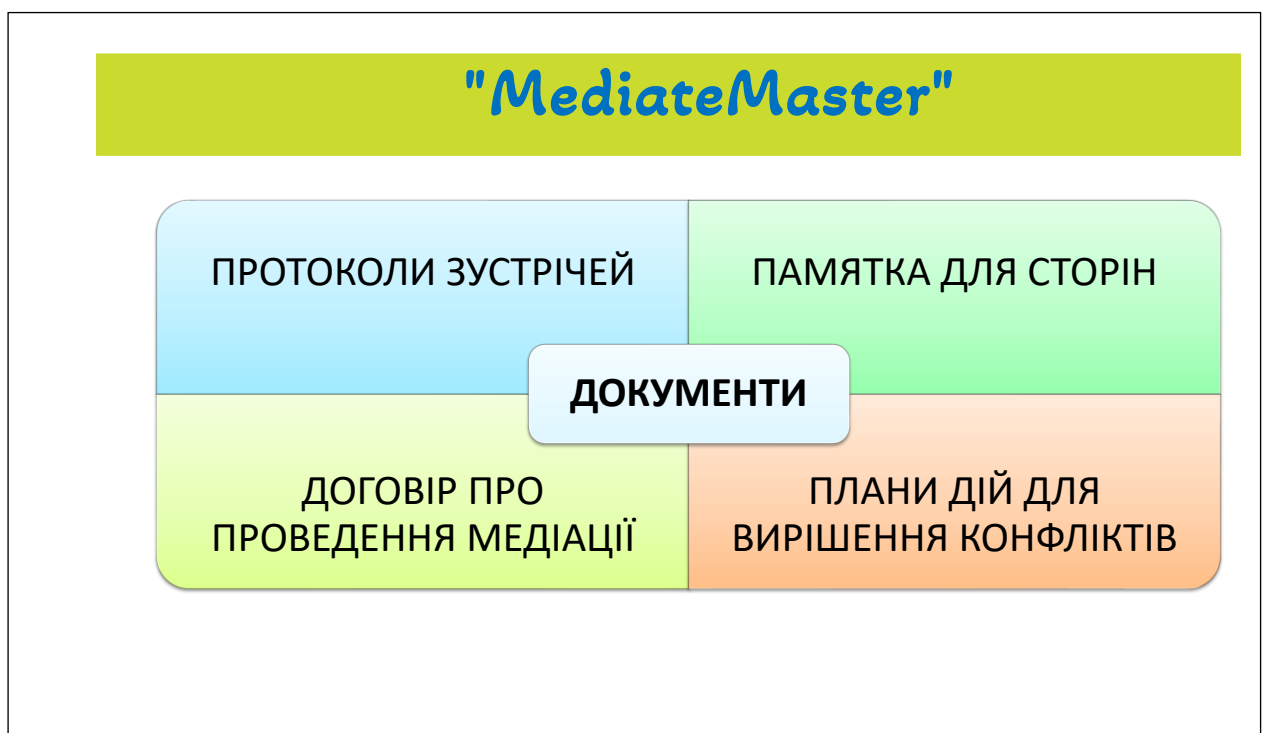 "MediateMaster"
ПРОТОКОЛИ ЗУСТРІЧЕЙ
ПАМЯТКА ДЛЯ СТОРІН
ДОКУМЕНТИ
ДОГОВІР ПРО
ПРОВЕДЕННЯ МЕДІАЦІЇ
ПЛАНИ ДІЙ ДЛЯ
ВИРІШЕННЯ КОНФЛІКТІВ